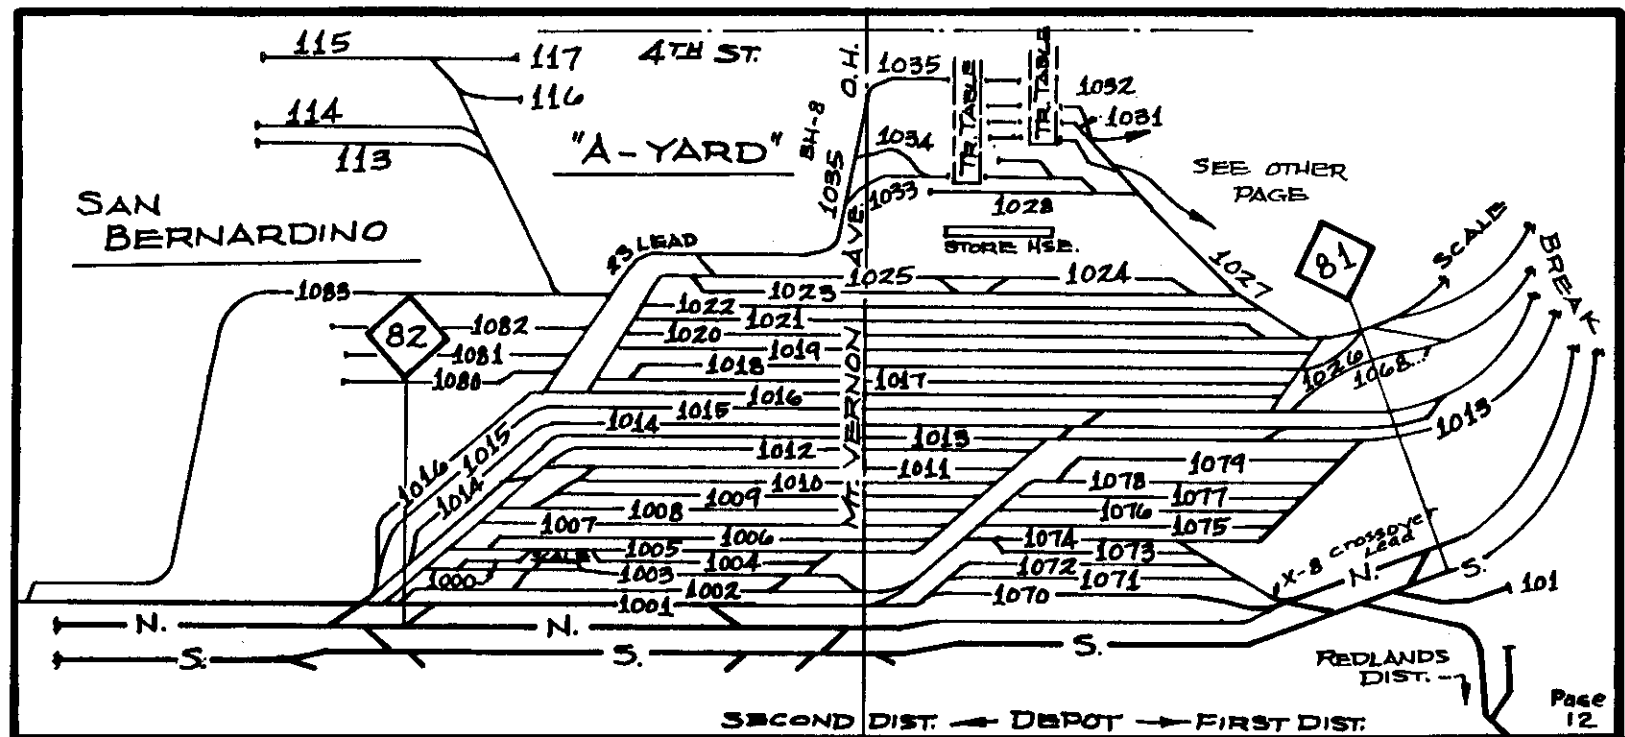 115
117
4TH ST.
O.H.
1035
TR. TABLE
TR. TABLE
1032
116
114
113
"A-YARD"
BH-8
1035
1034
1031
SEE OTHER
PAGE
SAN
BERNARDINO
1033
AVE.
1028
STORE HSE.
23 LEAD
1027
81
SCALE
BREAK
1083
1025
1024
1023
1022
1021
82
1082
1020
1019
1081
1018
1080
1017
1026
1068...
1016
1015
1014
1013
1013
MT. VERNON
1016
1015
1014
1012
1011
1079
1010
1078
1009
1077
1008
1076
1007
1075
1006
1074
1005
1073
SCALE
1004
1072
1000
1003
1071
1002
1070
1001
X-8 crossover
Lead
N.
S.
101
N.
N.
S.
S.
S.
REDLANDS
DIST.
SECOND DIST. DEPOT FIRST DIST.
Page
12